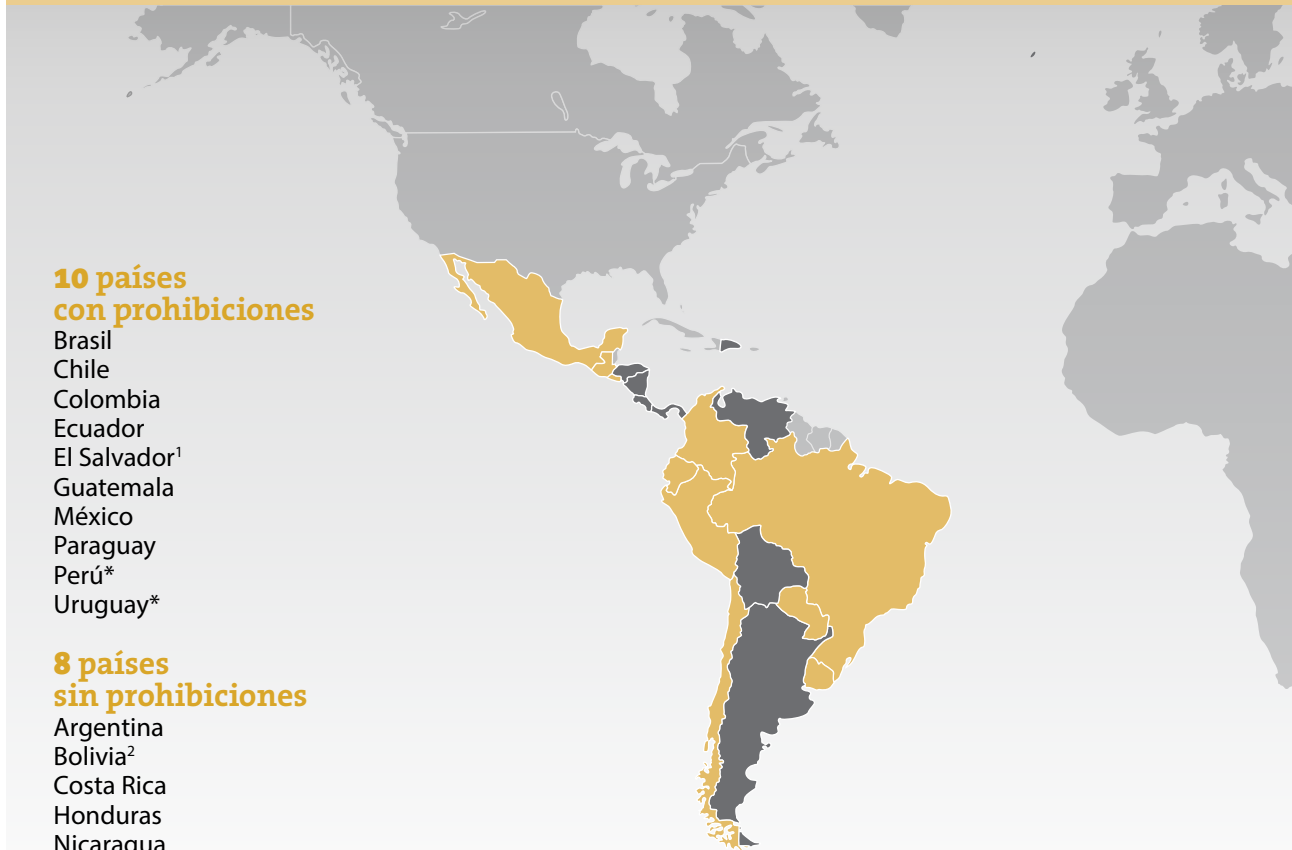 10 países
con prohibiciones
Brasil
Chile
Colombia
Ecuador
El Salvador¹
Guatemala
México
Paraguay
Perú*
Uruguay*
8 países
sin prohibiciones
Argentina
Bolivia²
Costa Rica
Honduras
Nicaragua